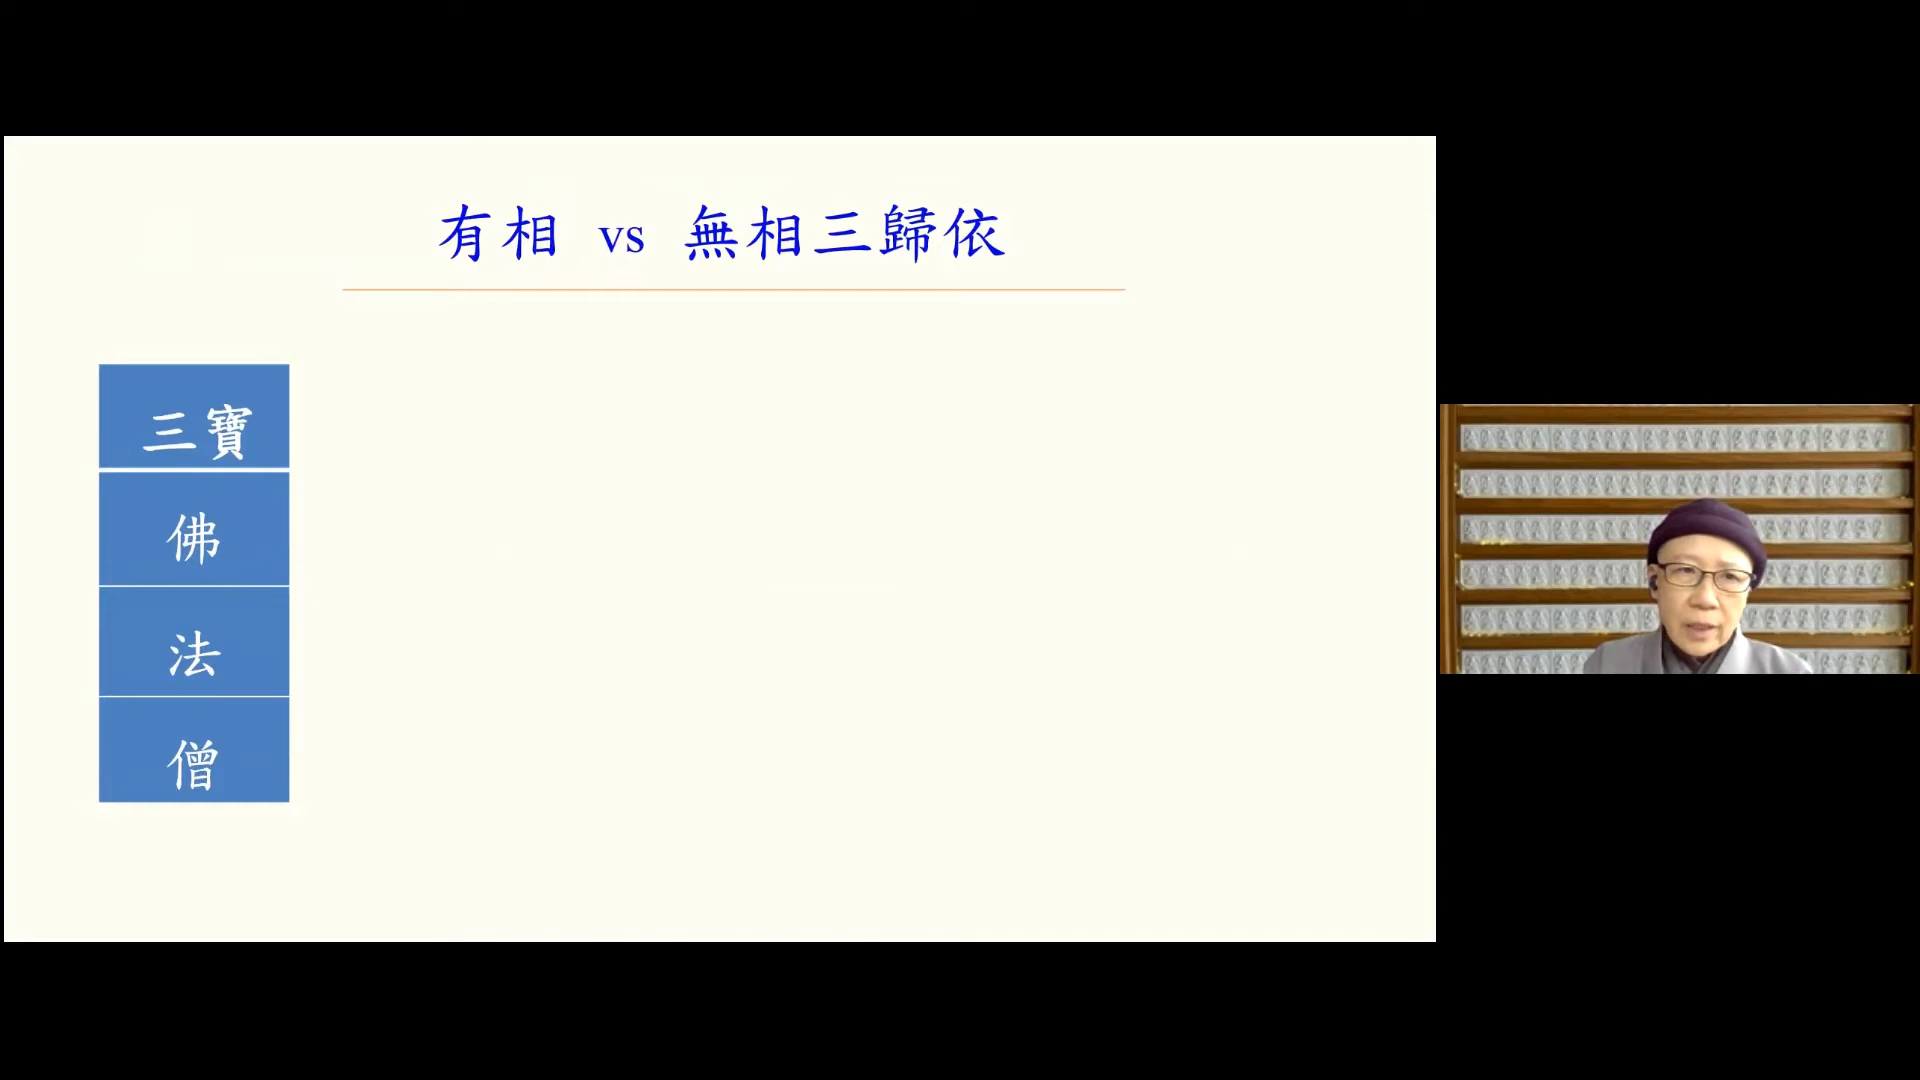 有相 vs 無相三歸依
三寶
佛
法
僧